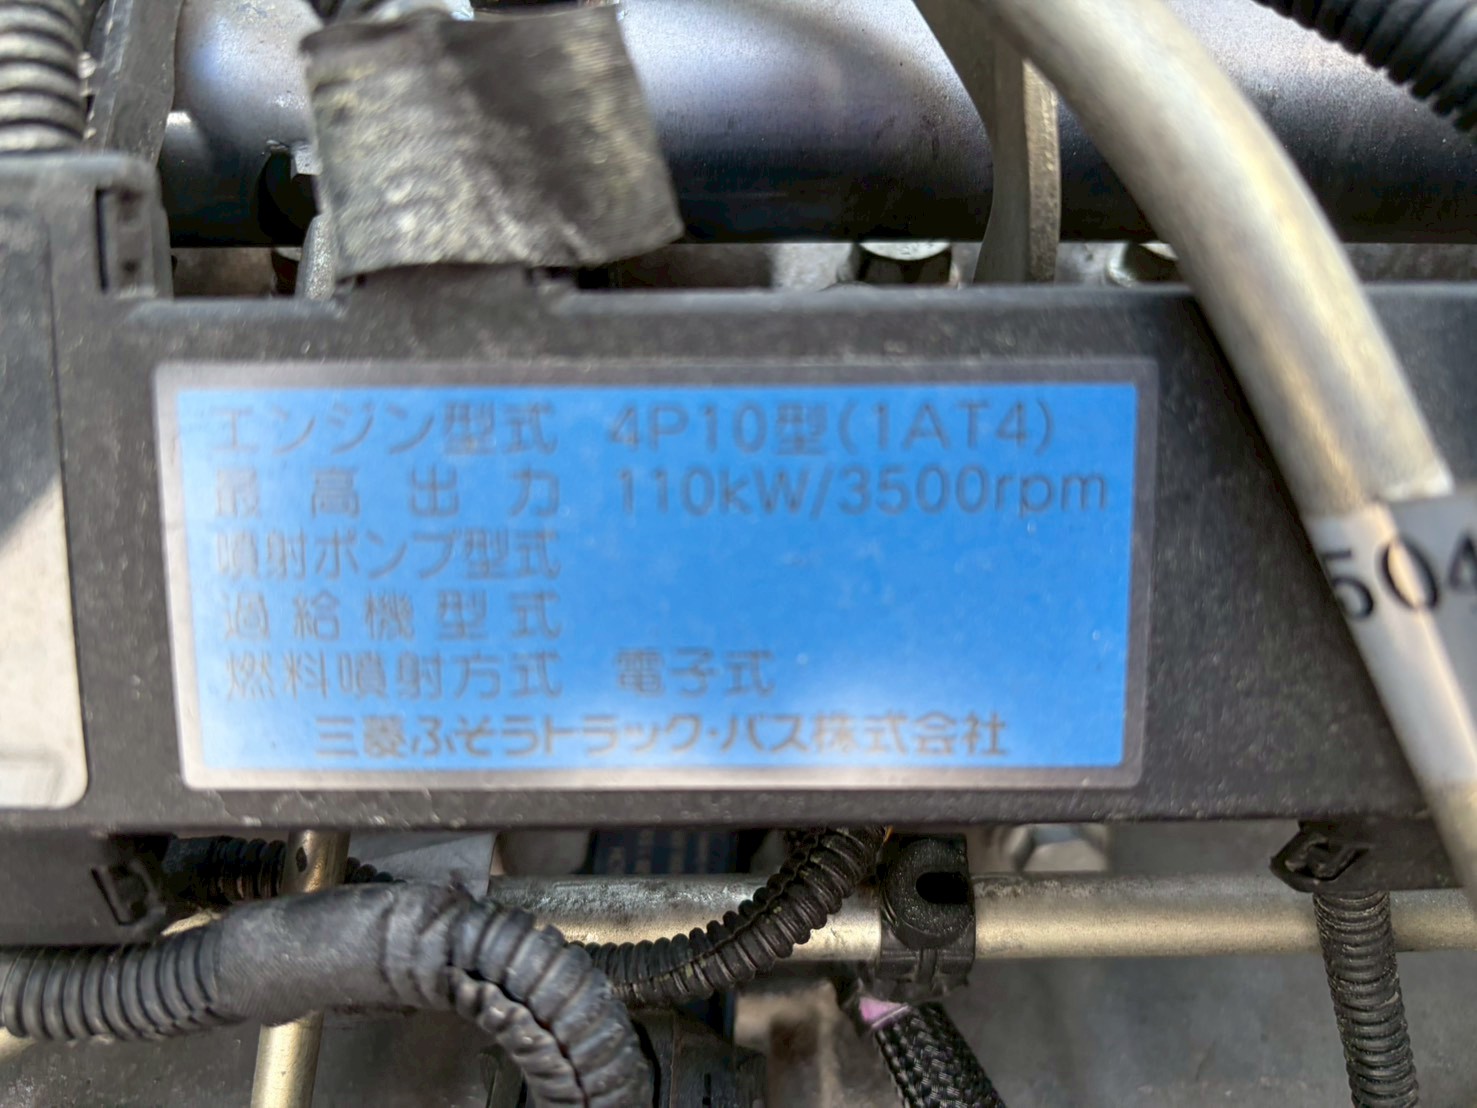 エンジン型式 4P10型(1AT4)
最高出力 110kW/3500rpm
噴射ポンプ型式
過給機型式
燃料噴射方式 電子式
三菱ふそうトラック・バス株式会社
504